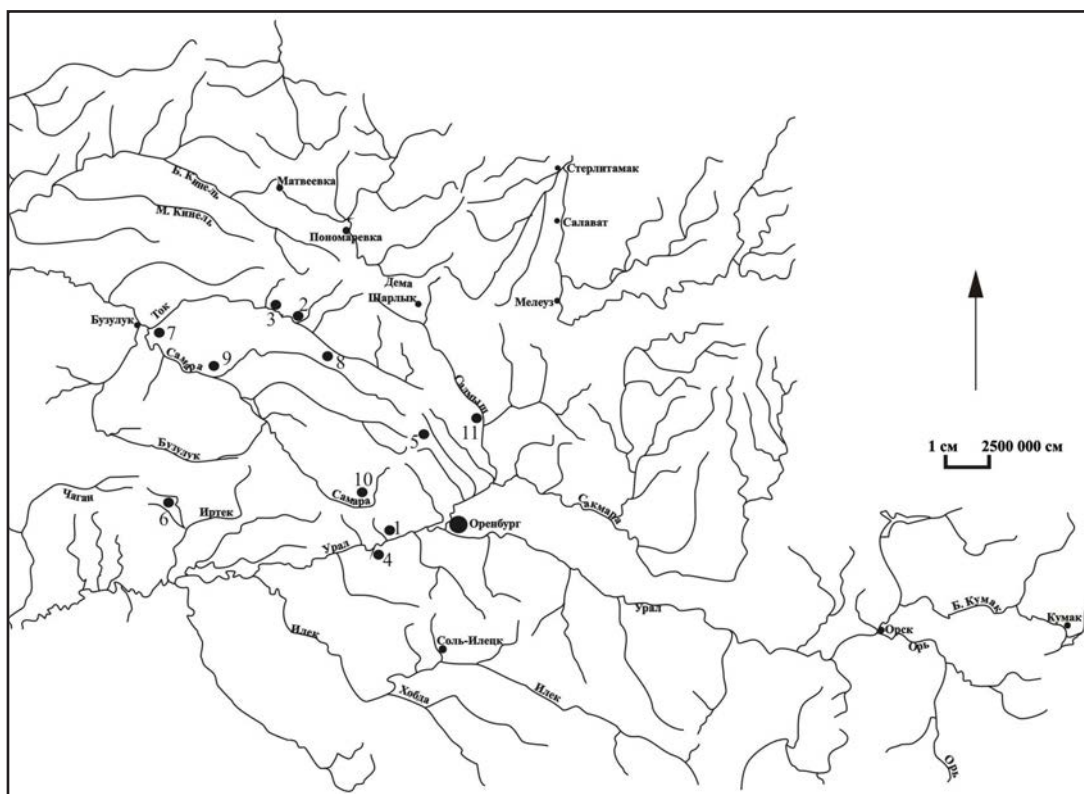 Стерлитамак
Б. Кинель
Матвеевка
М. Кинель
Салават
Пономаревка
Дема
Шарлык
Мелеуз
Ток
3
2
Бузулук
7
Самара
9
8
Салмыш
11
5
Бузулук
1 см 2500 000 см
10
Чаган
Самара
6
Иртек
Сакмара
1
Оренбург
Урал
4
Урал
Б. Кумак
Кумак
Илек
Орск
Соль-Илецк
Орь
Хобда
Илек
Орь